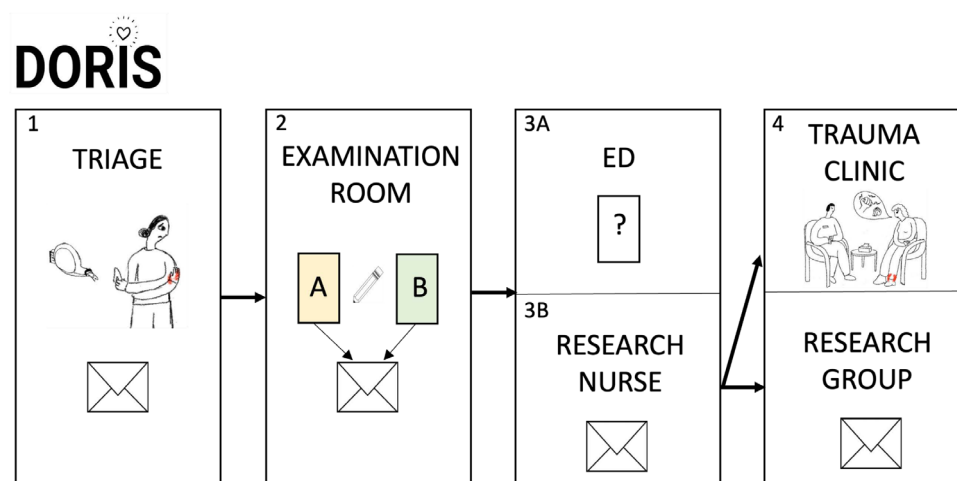 DORIS
1
TRIAGE
2
EXAMINATION
ROOM
A
B
3A
ED
?
3B
RESEARCH
NURSE
4
TRAUMA
CLINIC
RESEARCH
GROUP